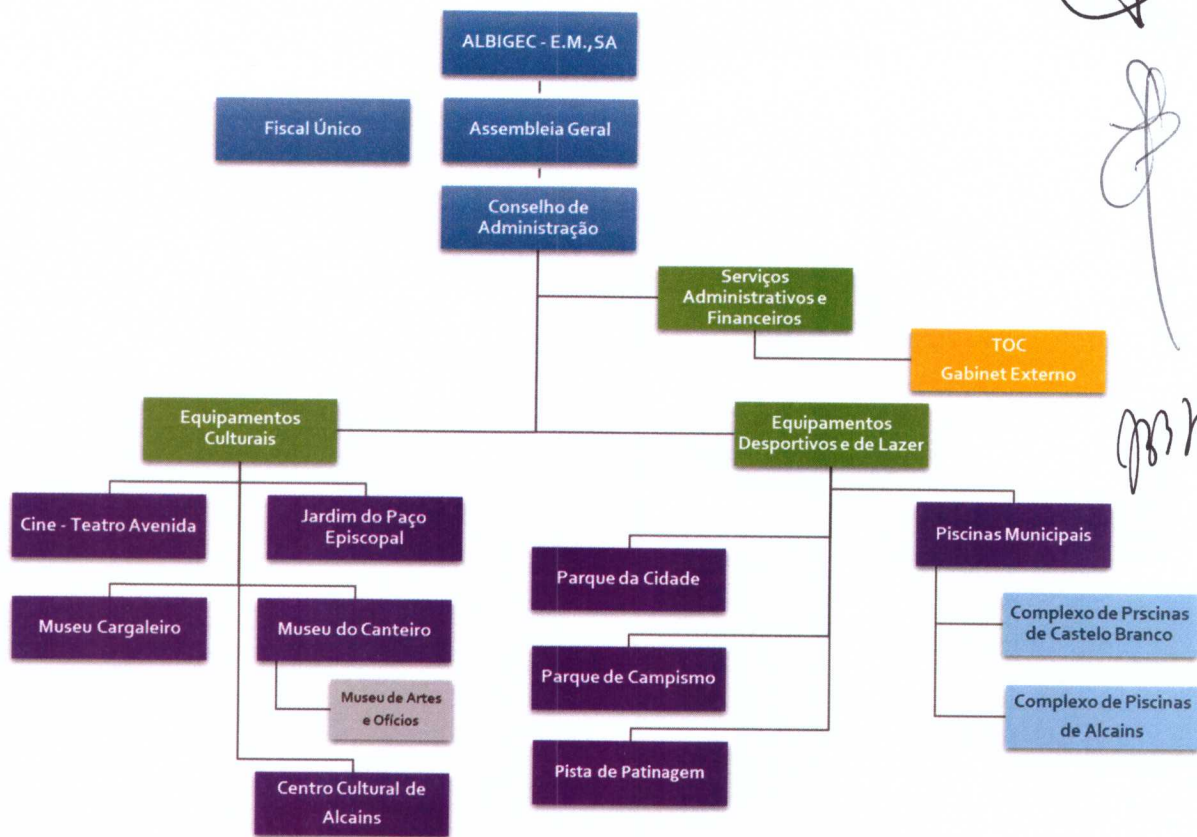 ALBIGEC - E.M.,SA
Fiscal Único
Assembleia Geral
Conselho de
Administração
Serviços
Administrativos e
Financeiros
TOC
Gabinet Externo
Equipamentos
Culturais
Equipamentos
Desportivos e de Lazer
Cine - Teatro Avenida
Jardim do Paço
Episcopal
Museu Cargaleiro
Museu do Canteiro
Museu de Artes
e Ofícios
Centro Cultural de
Alcains
Parque da Cidade
Parque de Campismo
Pista de Patinagem
Piscinas Municipais
Complexo de Prscinas
de Castelo Branco
Complexo de Piscinas
de Alcains